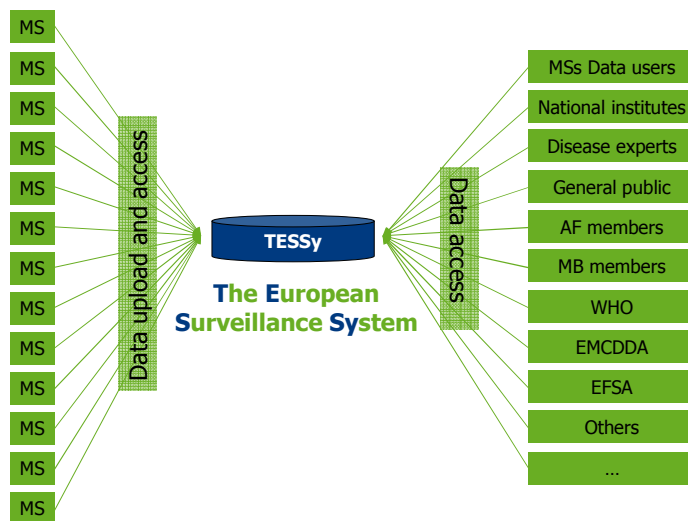 MS
MS
MS
MS
MS
MS
MS
MS
MS
MS
MS
MS
MS
Data upload and access
TESSy
The European
Surveillance System
Data access
MSs Data users
National institutes
Disease experts
General public
AF members
MB members
WHO
EMCDDA
EFSA
Others
...